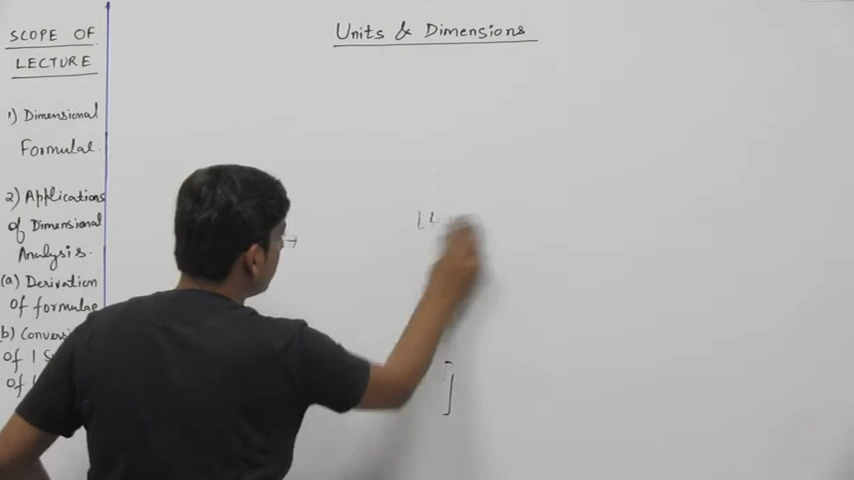 SCOPE OF
LECTURE
1) Dimensional
Formulae.
2) Applications
of Dimensional
Analysis.
(a) Derivation
of formulae
(b) Convers
of 1 S
of
Units & Dimensions